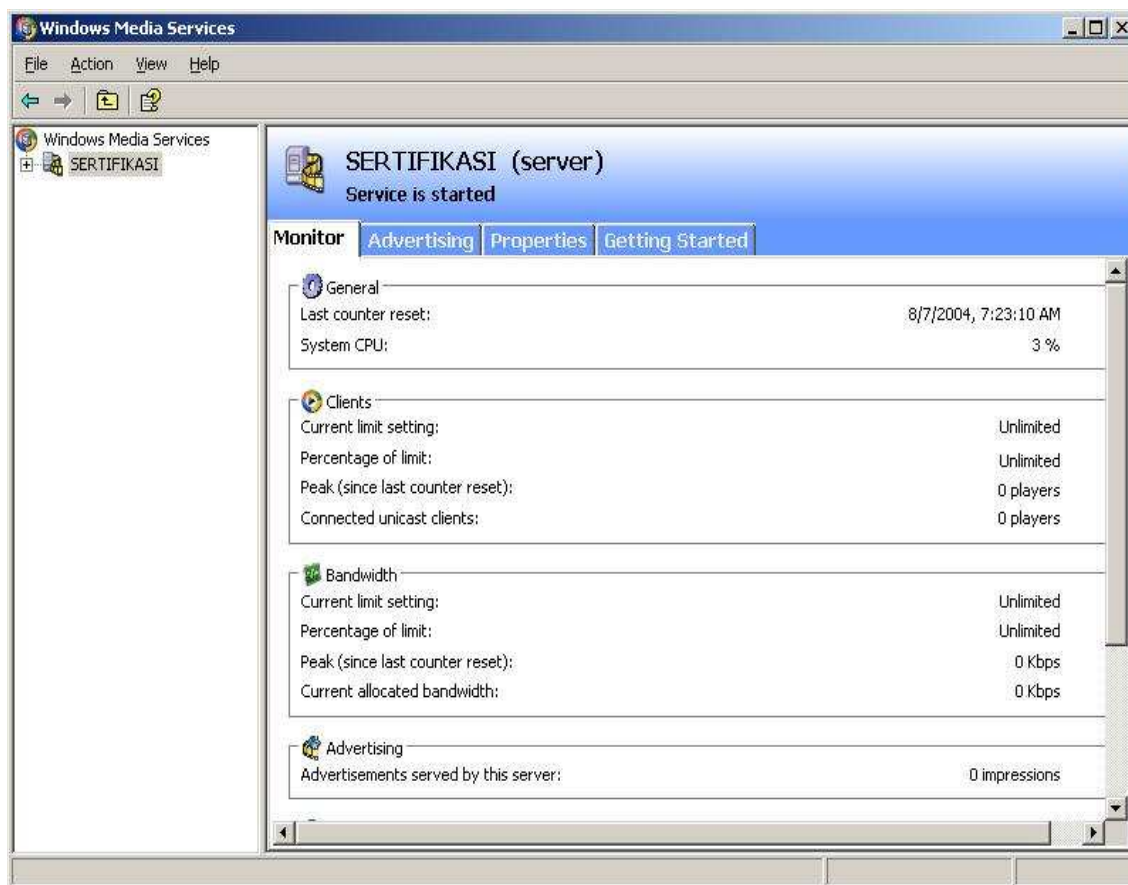 Windows Media Services
File Action View Help
Windows Media Services
SERTIFIKASI
SERTIFIKASI (server)
Service is started
Monitor Advertising Properties Getting Started
General
Last counter reset: 8/7/2004, 7:23:10 AM
System CPU: 3 %
Clients
Current limit setting: Unlimited
Percentage of limit: Unlimited
Peak (since last counter reset): 0 players
Connected unicast clients: 0 players
Bandwidth
Current limit setting: Unlimited
Percentage of limit: Unlimited
Peak (since last counter reset): 0 Kbps
Current allocated bandwidth: 0 Kbps
Advertising
Advertisements served by this server: 0 impressions